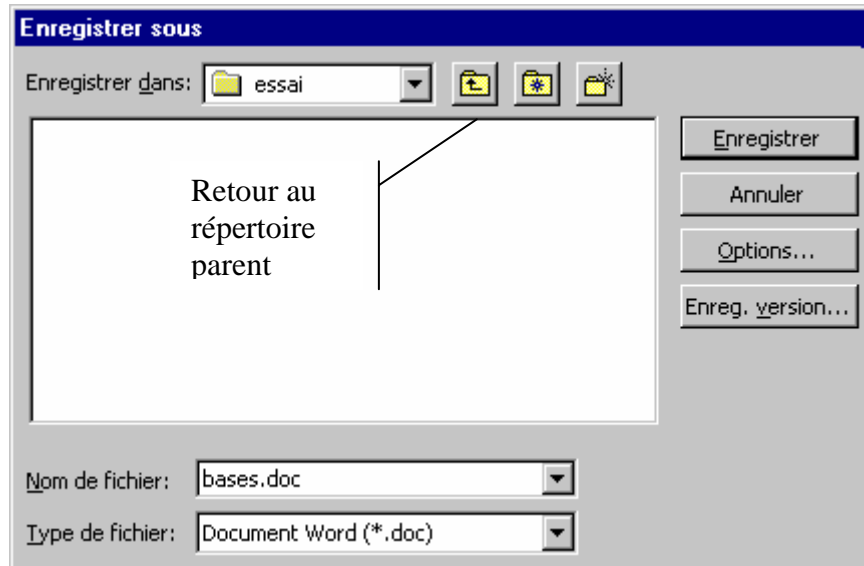 Enregistrer sous
Enregistrer dans: essai
Enregistrer
Retour au
répertoire
parent
Annuler
Options...
Enreg. version...
Nom de fichier: bases.doc
Type de fichier: Document Word (*.doc)